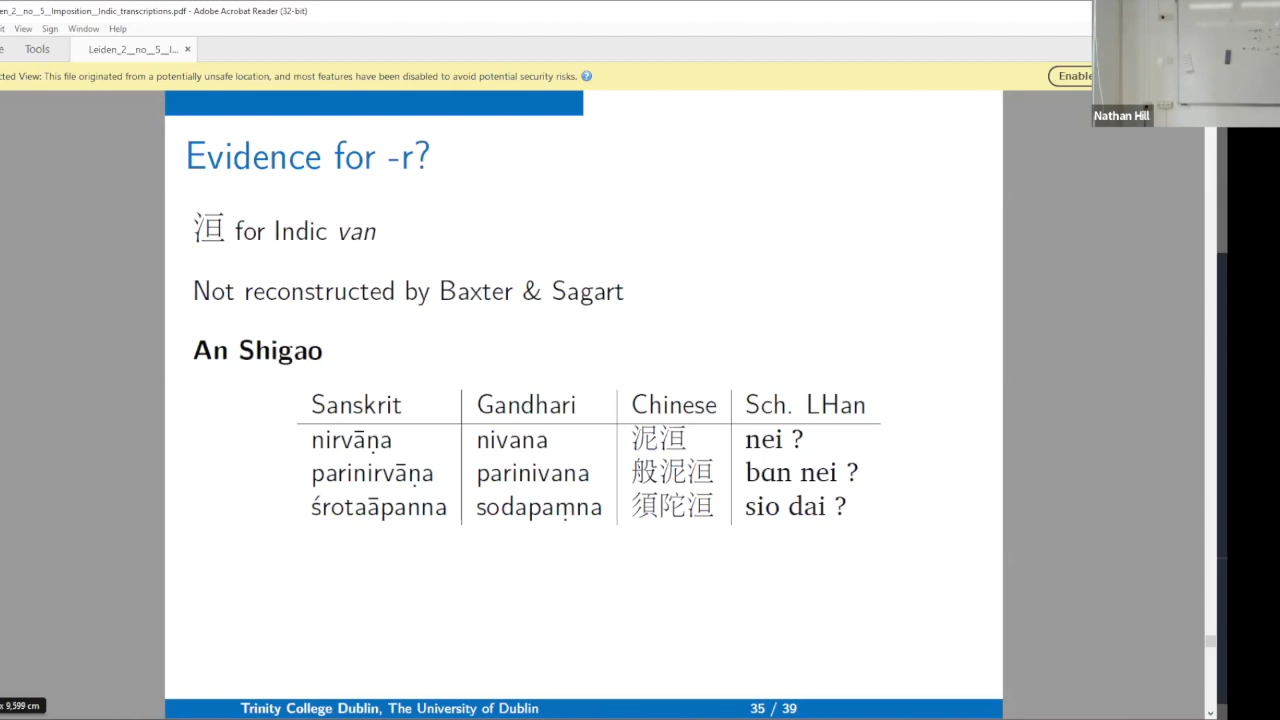 en_2__no__5__Imposition__Indic_transcriptions.pdf - Adobe Acrobat Reader (32-bit)
View Sign Window Help
Tools Leiden_2__no__5__I... ×
cted View: This file originated from a potentially unsafe location, and most features have been disabled to avoid potential security risks. ? Enable
Nathan Hill
Evidence for -r?
洹 for Indic van
Not reconstructed by Baxter & Sagart
An Shigao
Sanskrit Gandhari Chinese Sch. LHan
nirvāṇa nivana 泥洹 nei ?
parinirvāṇa parinivana 般泥洹 bɑn nei ?
śrotaāpanna sodapaṃna 須陀洹 sio dai ?
x 9,599 cm
Trinity College Dublin, The University of Dublin 35 / 39